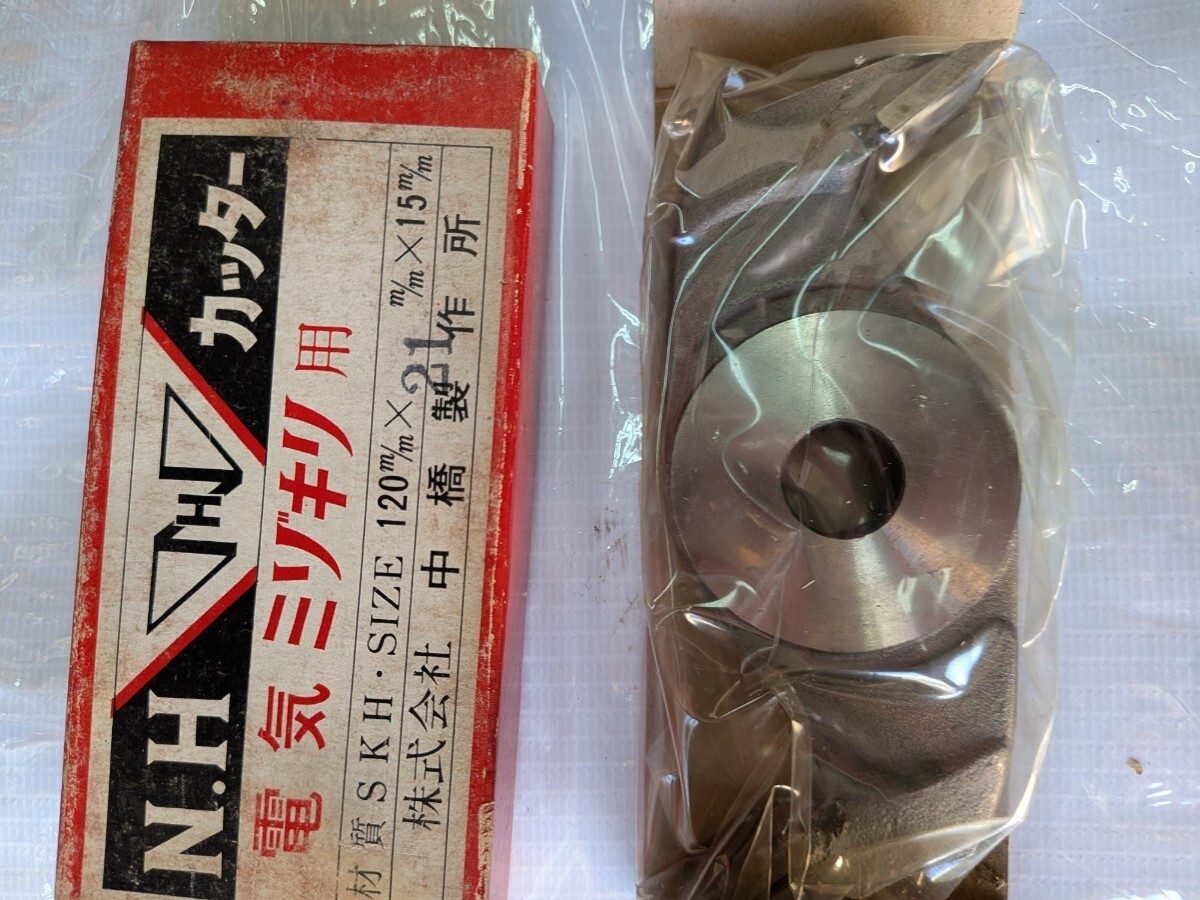 N.H NHN カッター
電気ミゾキリ用
材質 SKH・SIZE 120m/m×21m/m×15m/m
株式会社 中橋製作所